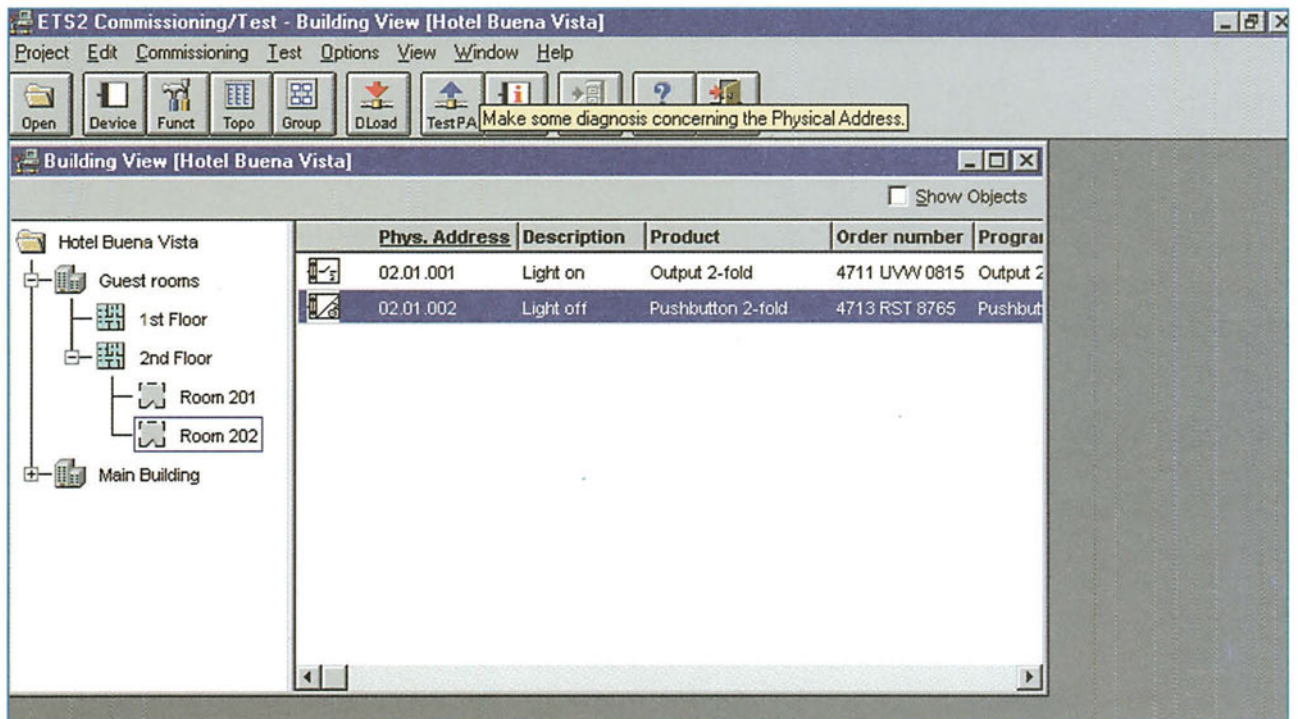 ETS2 Commissioning/Test - Building View [Hotel Buena Vista]
Project Edit Commissioning Test Options View Window Help
Open Device Funct Topo Group DLoad TestPA
Make some diagnosis concerning the Physical Address.
Building View [Hotel Buena Vista]
Show Objects
Hotel Buena Vista
Guest rooms
1st Floor
2nd Floor
Room 201
Room 202
Main Building
Phys. Address Description Product Order number Progra
02.01.001 Light on Output 2-fold 4711 UVW 0815 Output 2
02.01.002 Light off Pushbutton 2-fold 4713 RST 8765 Pushbut